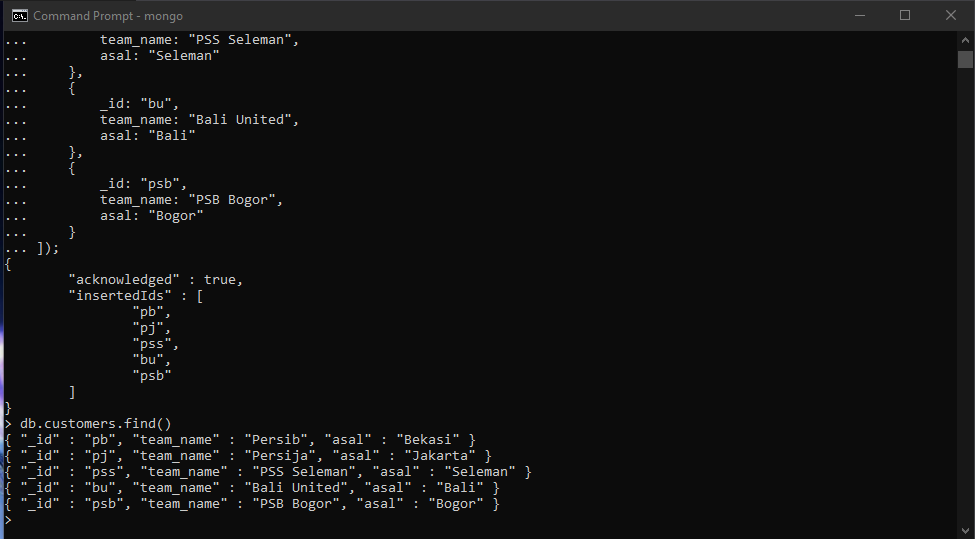 Command Prompt - mongo
...         team_name: "PSS Seleman",
...         asal: "Seleman"
...     },
...     {
...         _id: "bu",
...         team_name: "Bali United",
...         asal: "Bali"
...     },
...     {
...         _id: "psb",
...         team_name: "PSB Bogor",
...         asal: "Bogor"
...     }
... ]);
{
        "acknowledged" : true,
        "insertedIds" : [
                "pb",
                "pj",
                "pss",
                "bu",
                "psb"
        ]
}
> db.customers.find()
{ "_id" : "pb", "team_name" : "Persib", "asal" : "Bekasi" }
{ "_id" : "pj", "team_name" : "Persija", "asal" : "Jakarta" }
{ "_id" : "pss", "team_name" : "PSS Seleman", "asal" : "Seleman" }
{ "_id" : "bu", "team_name" : "Bali United", "asal" : "Bali" }
{ "_id" : "psb", "team_name" : "PSB Bogor", "asal" : "Bogor" }
>